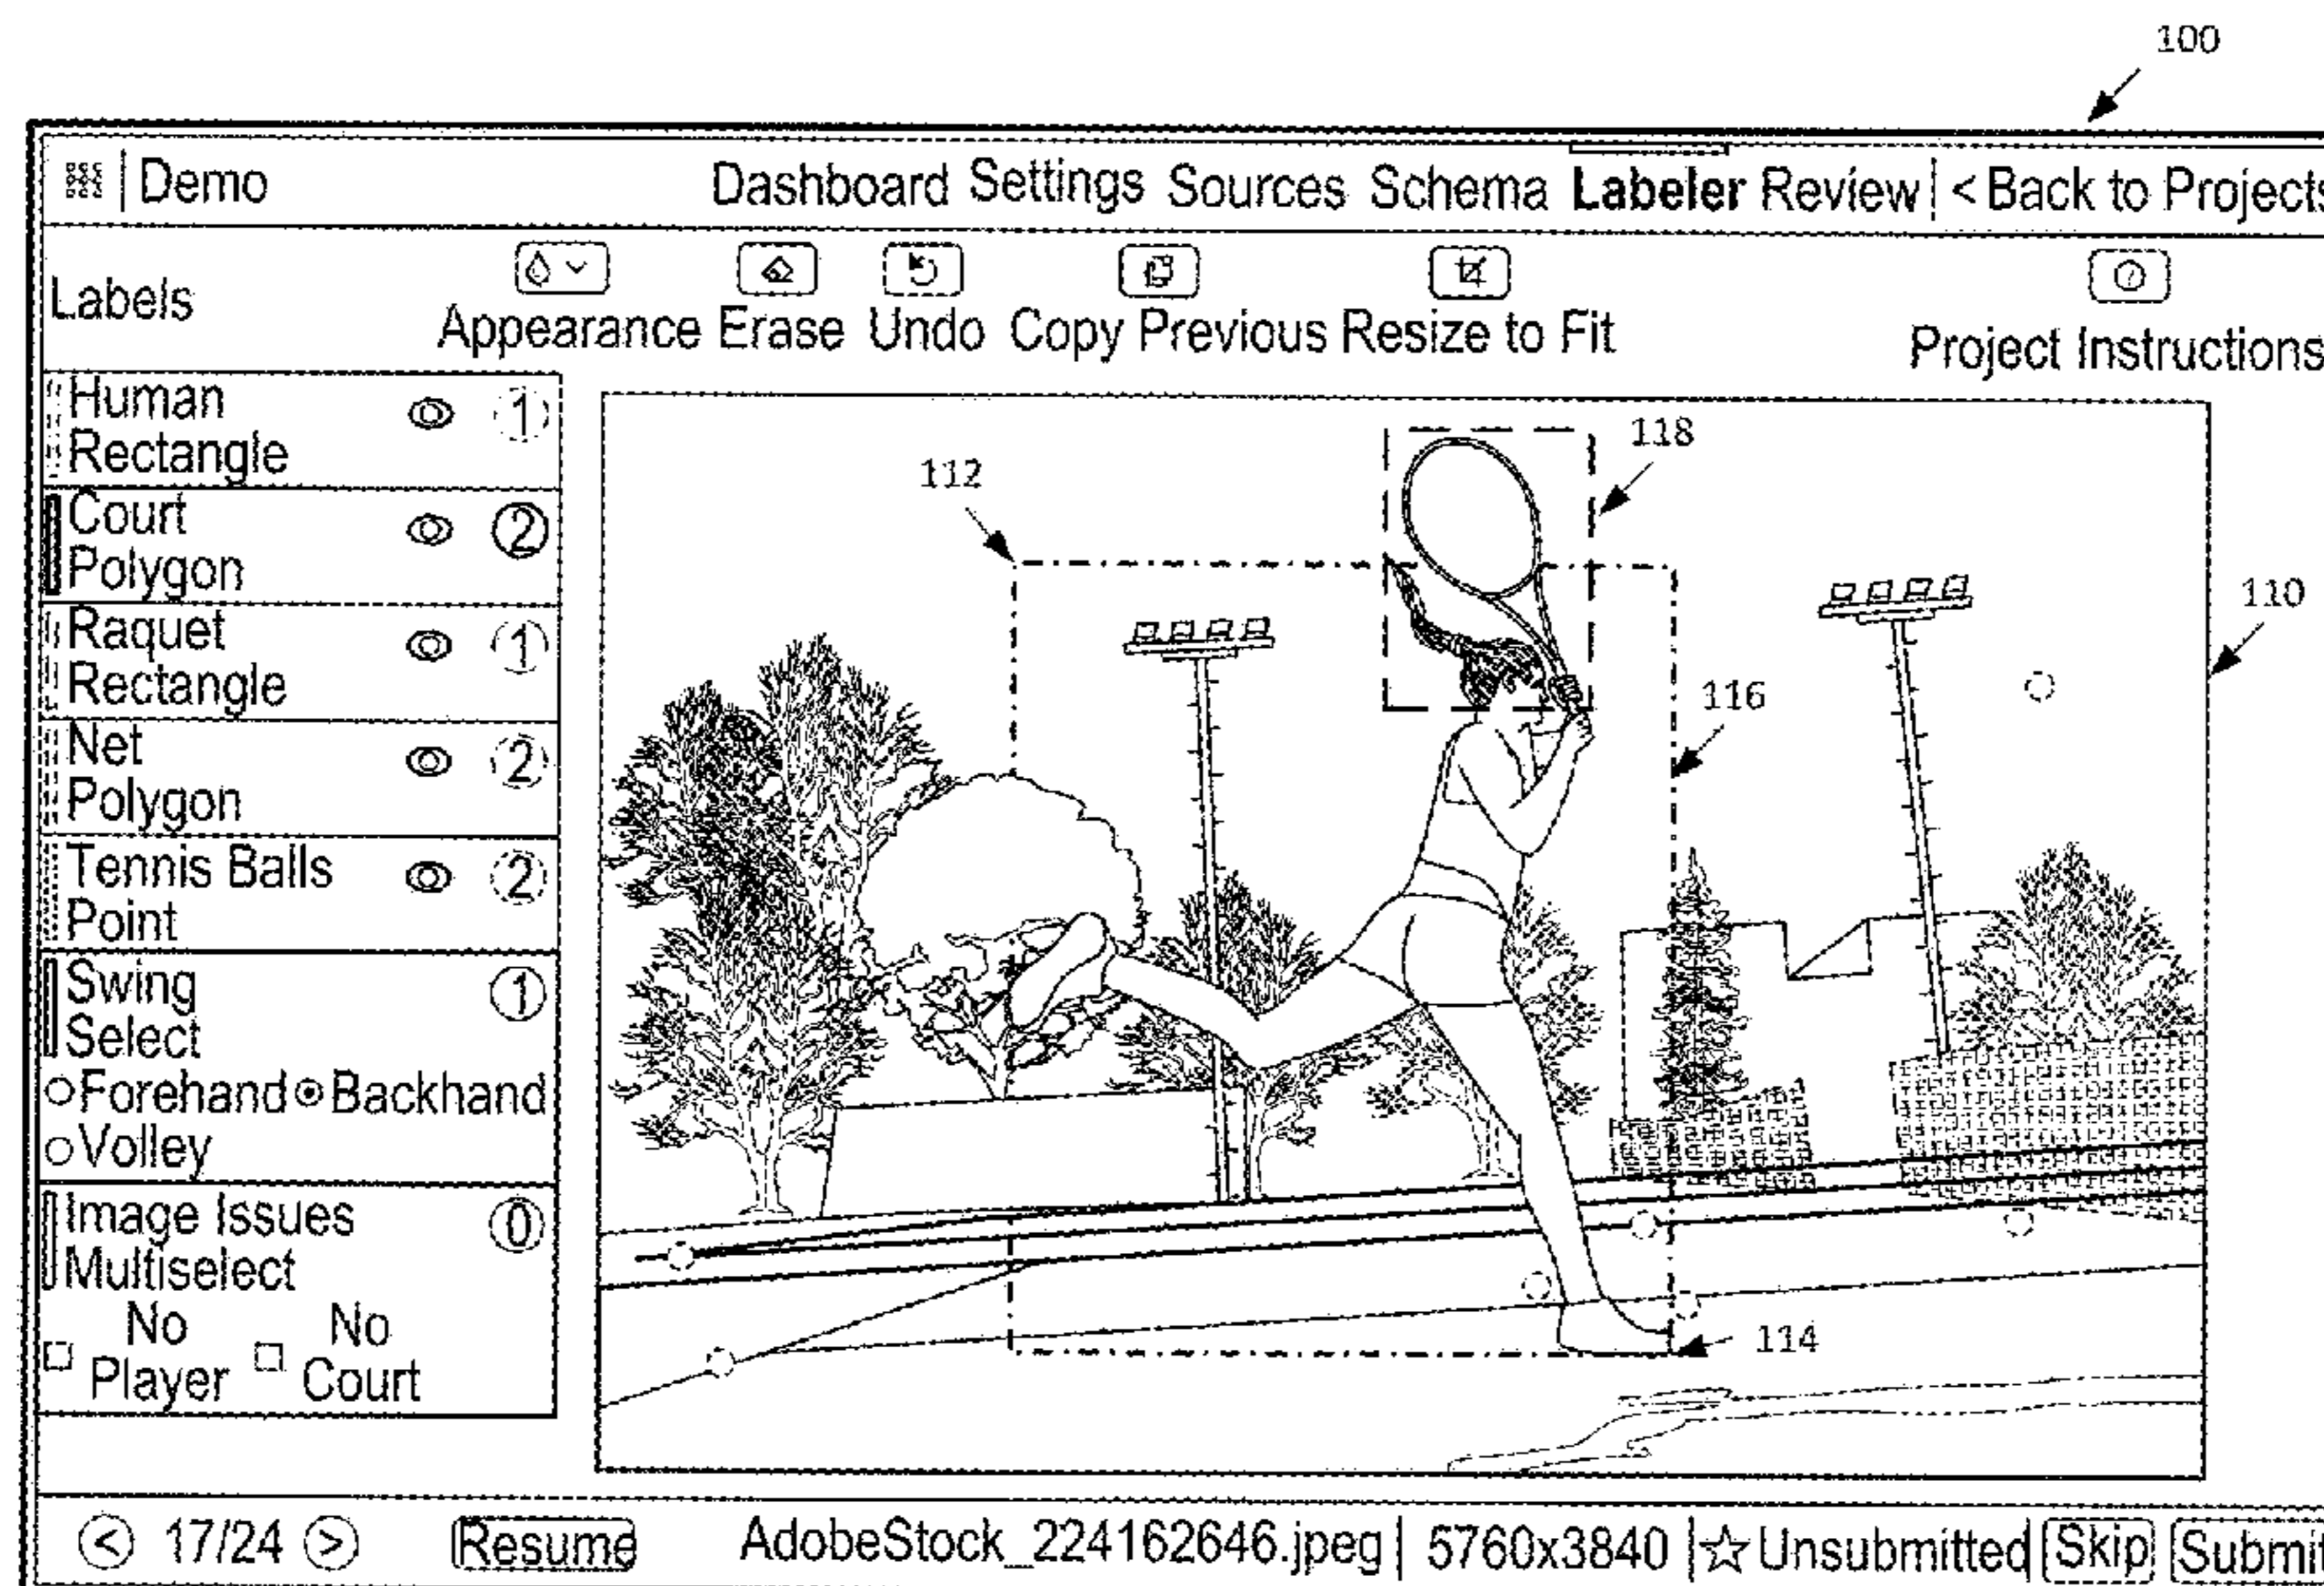 100
Demo Dashboard Settings Sources Schema Labeler Review < Back to Projects
Labels Appearance Erase Undo Copy Previous Resize to Fit Project Instructions
Human 1
Rectangle
Court 2
Polygon
Raquet 1
Rectangle
Net 2
Polygon
Tennis Balls 2
Point
Swing 1
Select
Forehand Backhand
Volley
Image Issues 0
Multiselect
No Player No Court
112
118
110
116
114
< 17/24 > Resume AdobeStock_224162646.jpeg | 5760x3840 | ☆ Unsubmitted Skip Submit